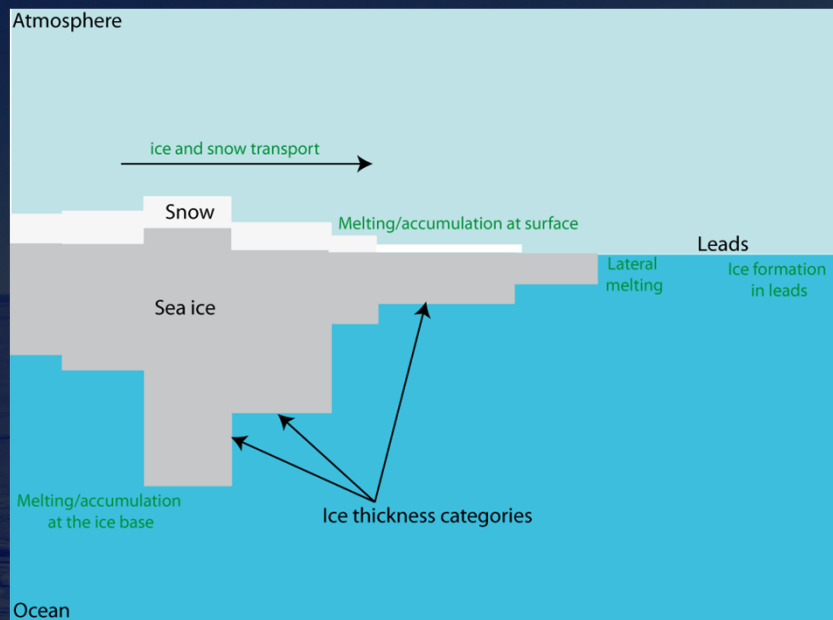 Atmosphere
ice and snow transport
Snow
Melting/accumulation at surface
Leads
Lateral
melting
Ice formation
in leads
Sea ice
Melting/accumulation
at the ice base
Ice thickness categories
Ocean